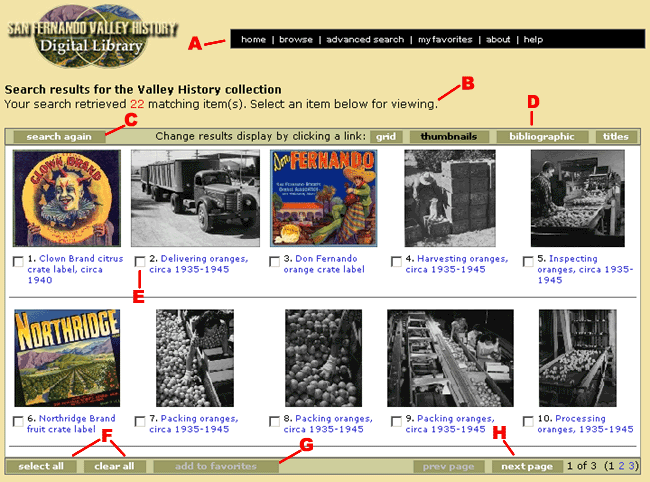 SAN FERNANDO VALLEY HISTORY
Digital Library
A
home | browse | advanced search | my favorites | about | help
Search results for the Valley History collection
B
Your search retrieved 22 matching item(s). Select an item below for viewing.
C
D
search again Change results display by clicking a link: grid thumbnails bibliographic titles
CLOWN BRAND
Don
FERNANDO
1. Clown Brand citrus
crate label, circa
1940
2. Delivering oranges,
circa 1935-1945
3. Don Fernando
orange crate label
4. Harvesting oranges,
circa 1935-1945
5. Inspecting
oranges, circa 1935-
1945
E
NORTHRIDGE
6. Northridge Brand
fruit crate label
7. Packing oranges,
circa 1935-1945
8. Packing oranges,
circa 1935-1945
9. Packing oranges,
circa 1935-1945
10. Processing
oranges, 1935-1945
F
G
H
select all clear all add to favorites prev page next page 1 of 3 (1 2 3)